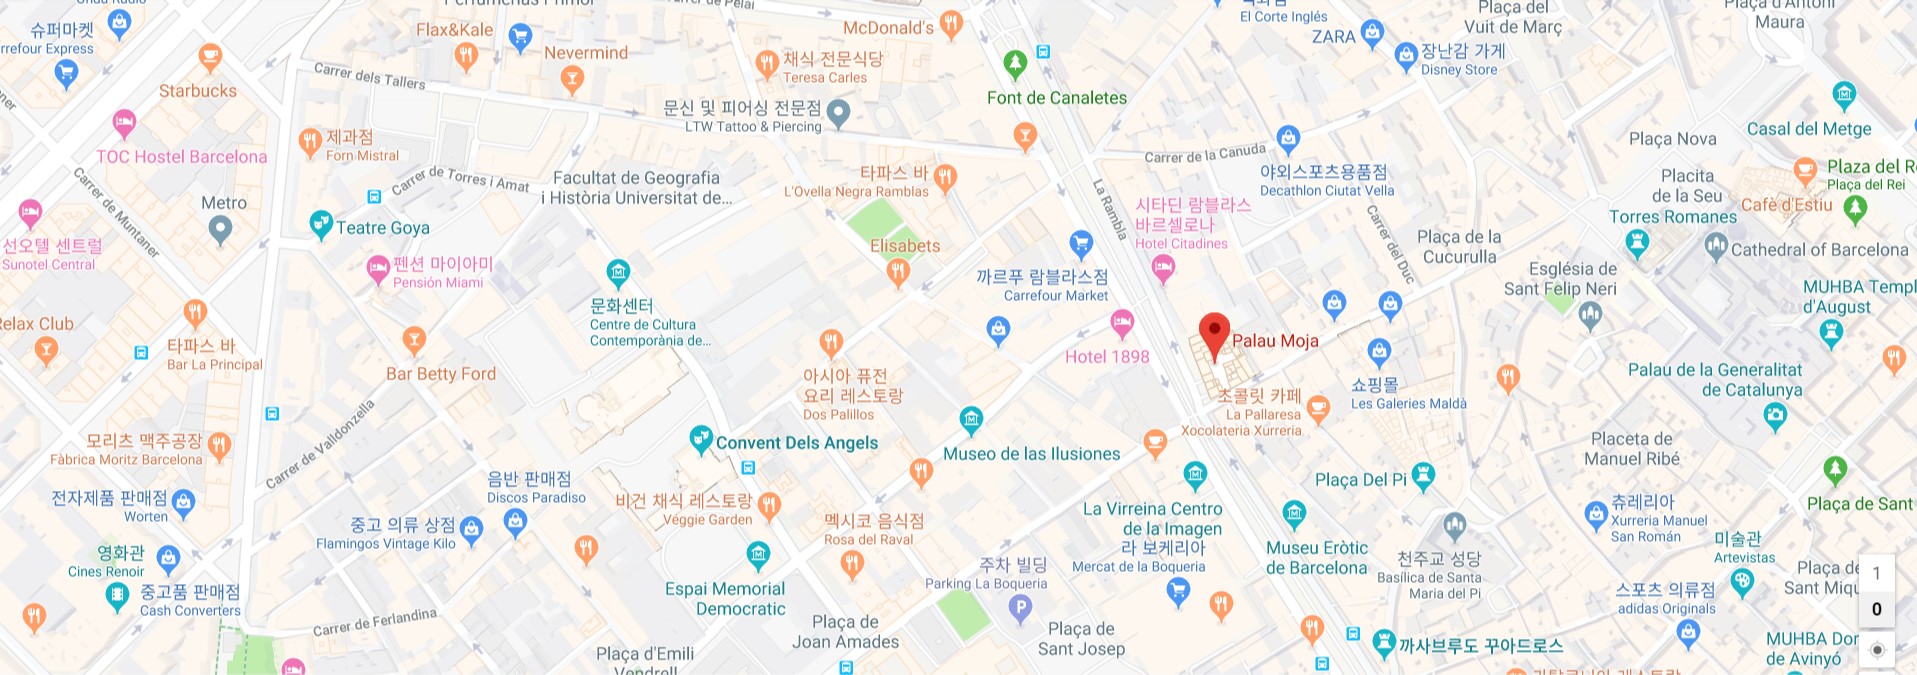 Onda Radio
슈퍼마켓
rrefour Express
Starbucks
TOC Hostel Barcelona
Flax&Kale
Nevermind
Carrer dels Tallers
McDonald's
채식 전문식당
Teresa Carles
문신 및 피어싱 전문점
LTW Tattoo & Piercing
Font de Canaletes
El Corte Inglés
ZARA
장난감 가게
Disney Store
Plaça del
Vuit de Març
Plaça d'Antoni
Maura
Casal del Metge
Plaça Nova
제과점
Forn Mistral
Carrer de Torres i Amat
Facultat de Geografia
i Història Universitat de...
타파스 바
L'Ovella Negra Ramblas
Carrer de la Canuda
야외스포츠용품점
Decathlon Ciutat Vella
Placita
de la Seu
Plaza del R
Plaça del Rei
Cafè d'Estiu
Torres Romanes
Cathedral of Barcelona
Carrer de Muntaner
Metro
Teatre Goya
선오텔 센트럴
Sunotel Central
펜션 마이아미
Pensión Miami
Elisabets
La Rambla
시타딘 람블라스
바르셀로나
Hotel Citadines
Carrer del Duc
Plaça de la
Cucurulla
Església de
Sant Felip Neri
MUHBA Templ
d'August
까르푸 람블라스점
Carrefour Market
문화센터
Centre de Cultura
Contemporània de...
Relax Club
타파스 바
Bar La Principal
Bar Betty Ford
Hotel 1898
Palau Moja
아시아 퓨전
요리 레스토랑
Dos Palillos
쇼핑몰
Les Galeries Maldà
Palau de la Generalitat
de Catalunya
초콜릿 카페
La Pallaresa
Xocolateria Xurreria
Carrer de Valldonzella
모리츠 맥주공장
Fàbrica Moritz Barcelona
Convent Dels Angels
Museo de las Ilusiones
Placeta de
Manuel Ribé
Plaça Del Pi
전자제품 판매점
Worten
음반 판매점
Discos Paradiso
비건 채식 레스토랑
Veggie Garden
중고 의류 상점
Flamingos Vintage Kilo
멕시코 음식점
Rosa del Raval
La Virreina Centro
de la Imagen
라 보케리아
Mercat de la Boqueria
Museu Eròtic
de Barcelona
츄레리아
Xurreria Manuel
San Román
Plaça de Sant
미술관
Artevistas
천주교 성당
Basílica de Santa
Maria del Pi
영화관
Cines Renoir
중고품 판매점
Cash Converters
Espai Memorial
Democratic
주차 빌딩
Parking La Boqueria
P
스포츠 의류점
adidas Originals
Plaça de
Sant Miqu
1
0
Carrer de Ferlandina
Plaça de
Joan Amades
Plaça de
Sant Josep
Plaça d'Emili
Vendrell
까사브루도 꾸아드로스
MUHBA Dor
de Avinyó